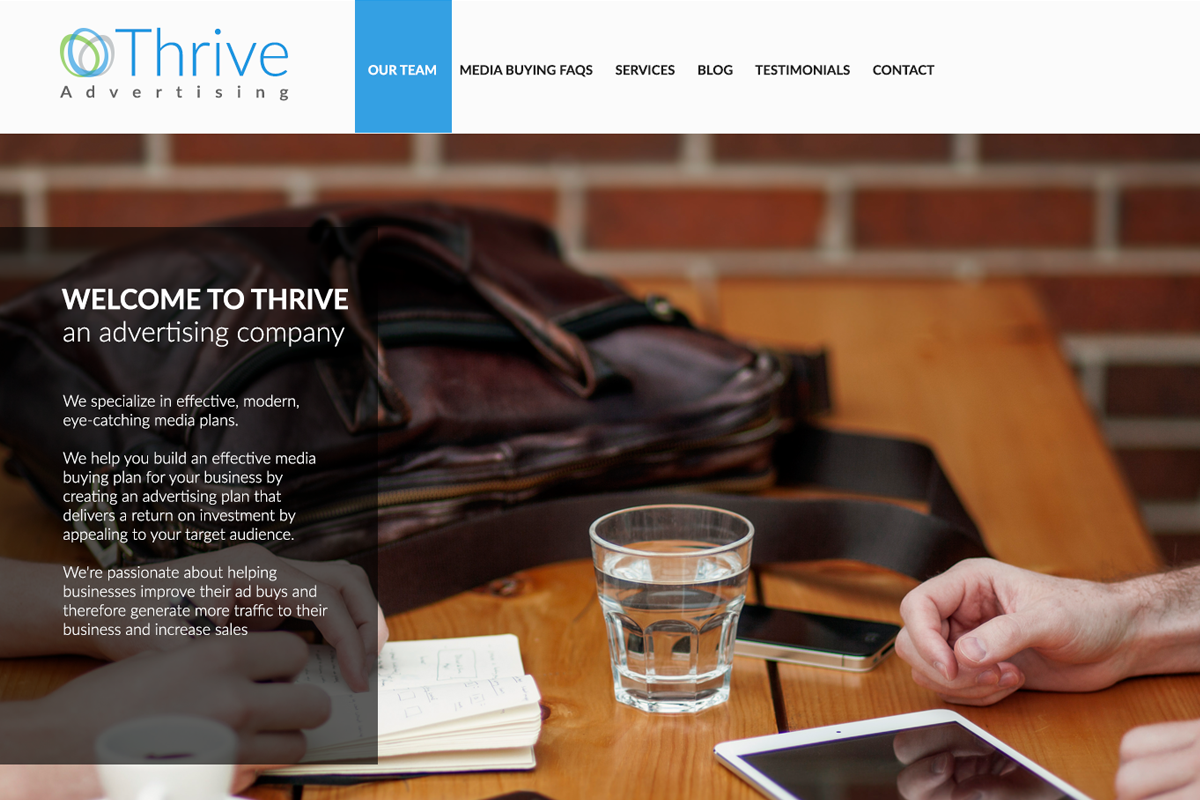 Thrive
Advertising
OUR TEAM MEDIA BUYING FAQS SERVICES BLOG TESTIMONIALS CONTACT
WELCOME TO THRIVE
an advertising company
We specialize in effective, modern,
eye-catching media plans.
We help you build an effective media
buying plan for your business by
creating an advertising plan that
delivers a return on investment by
appealing to your target audience.
We're passionate about helping
businesses improve their ad buys and
therefore generate more traffic to their
business and increase sales